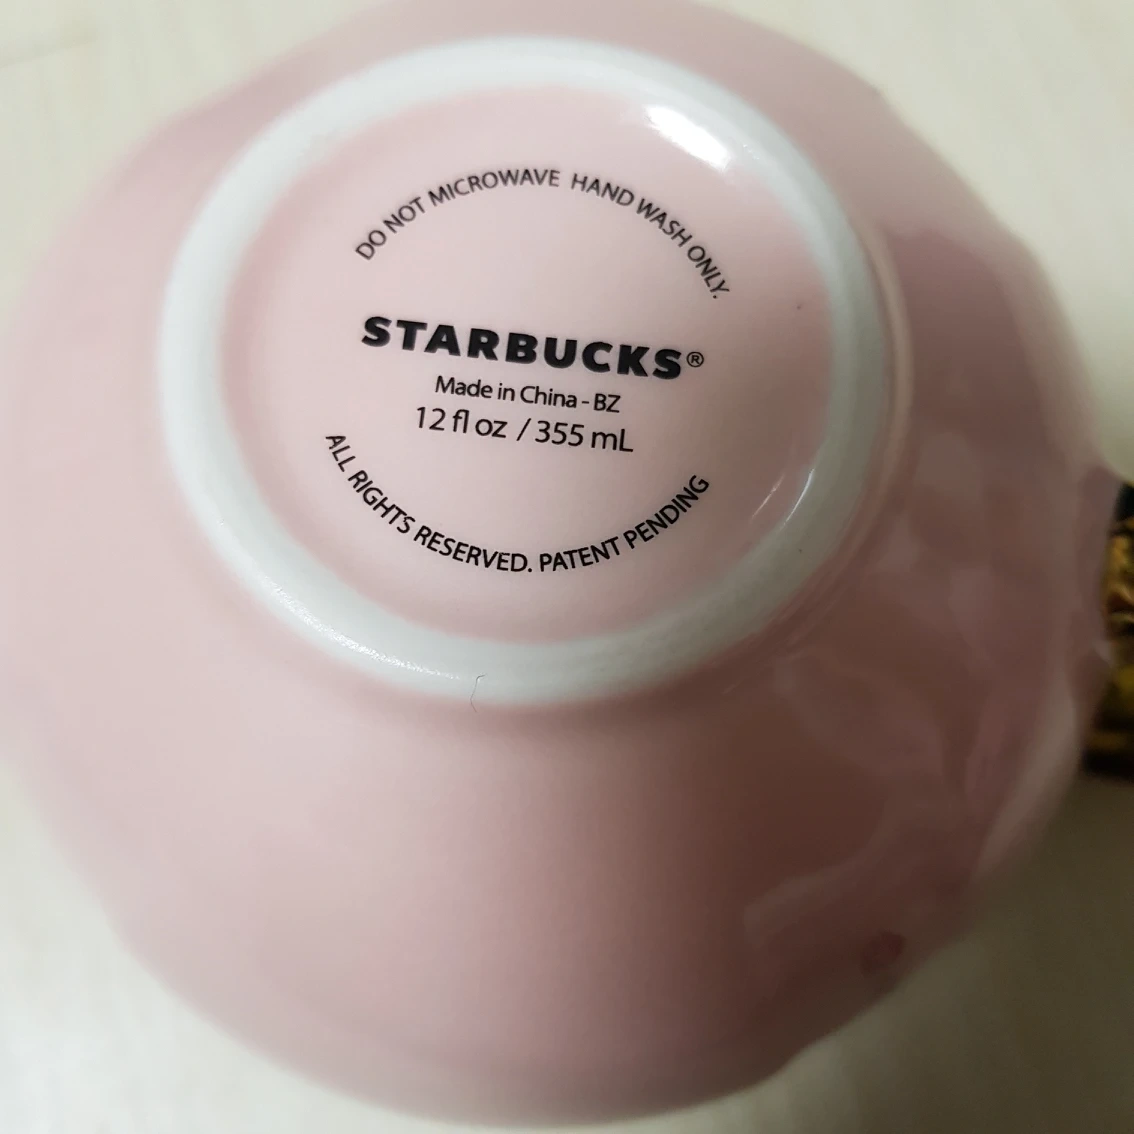 DO NOT MICROWAVE HAND WASH ONLY.
STARBUCKS®
Made in China - BZ
12 fl oz / 355 mL
ALL RIGHTS RESERVED. PATENT PENDING